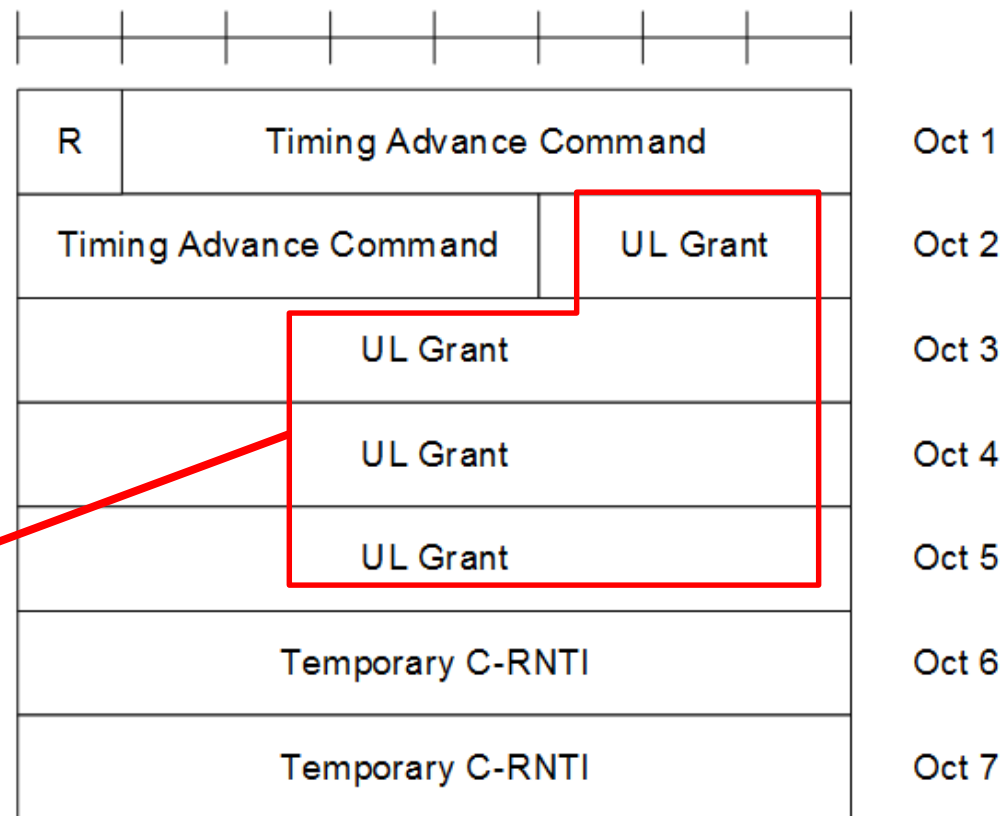 R Timing Advance Command Oct 1
Timing Advance Command UL Grant Oct 2
UL Grant Oct 3
UL Grant Oct 4
UL Grant Oct 5
Temporary C-RNTI Oct 6
Temporary C-RNTI Oct 7